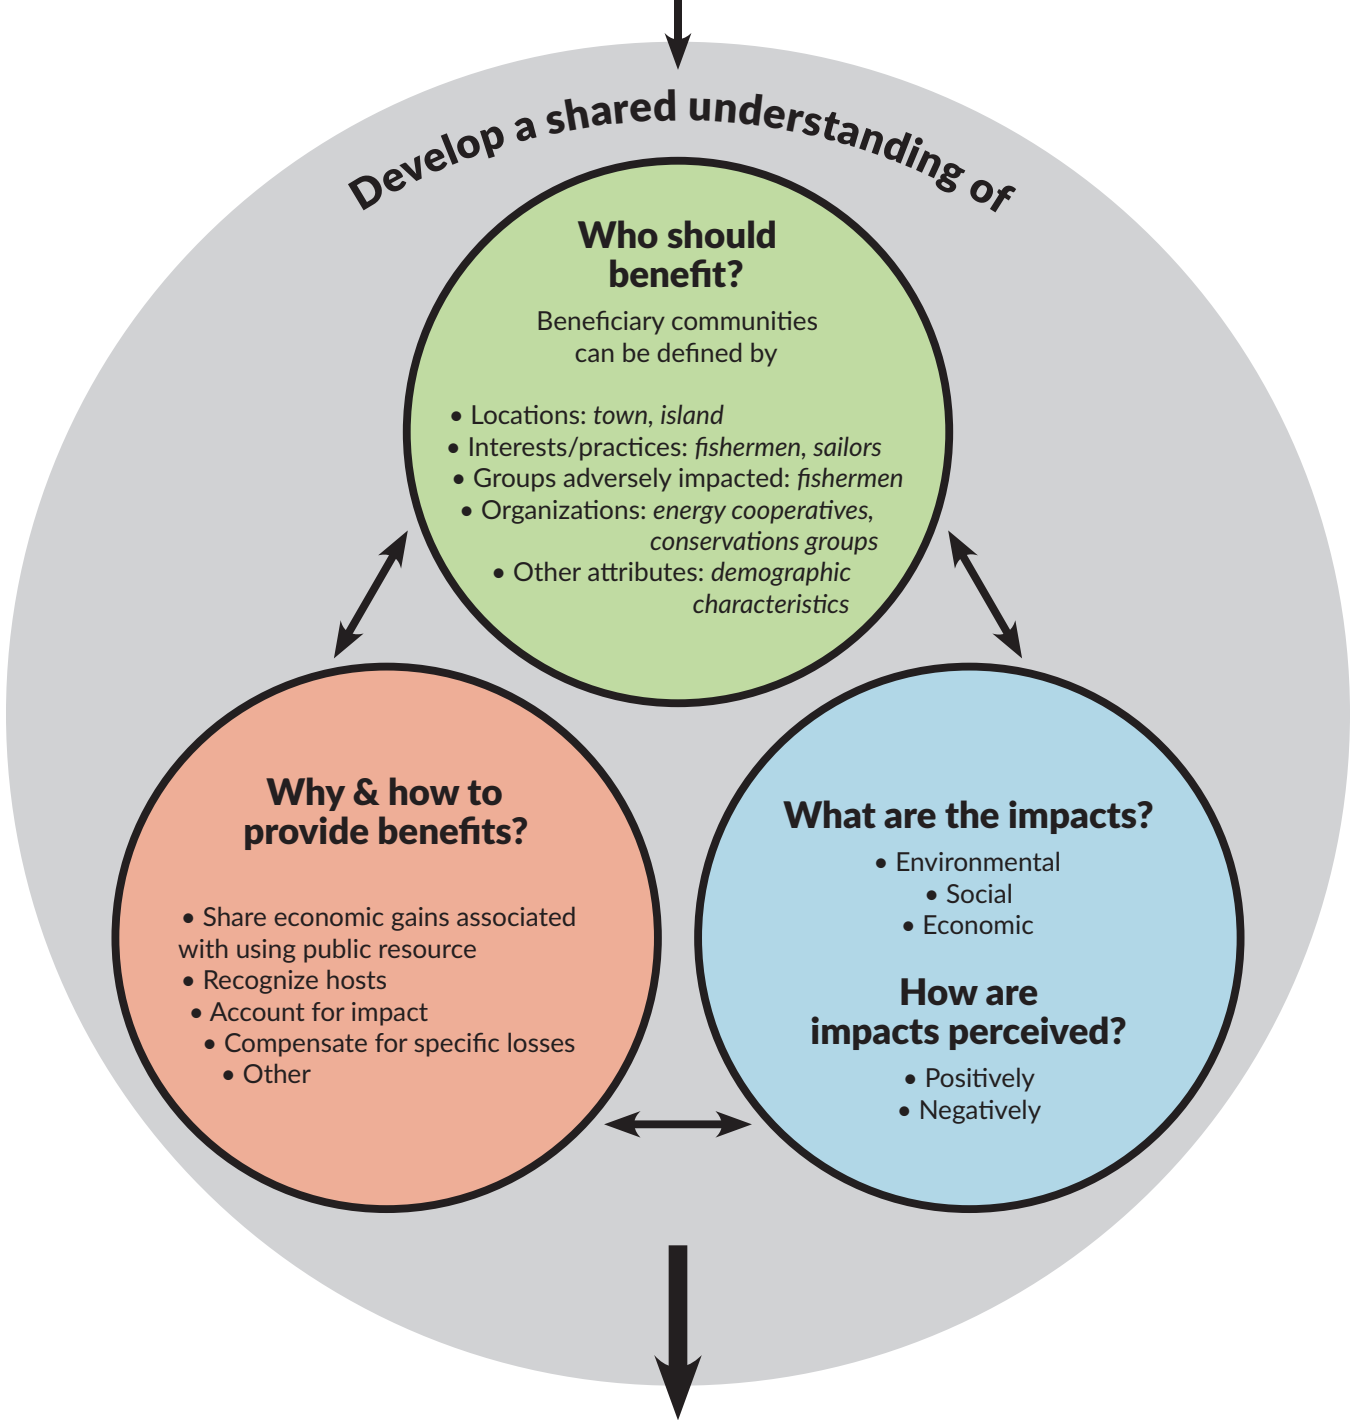 Develop a shared understanding of
Who should
benefit?
Beneficiary communities
can be defined by
• Locations: town, island
• Interests/practices: fishermen, sailors
• Groups adversely impacted: fishermen
• Organizations: energy cooperatives,
conservations groups
• Other attributes: demographic
characteristics
Why & how to
provide benefits?
• Share economic gains associated
with using public resource
• Recognize hosts
• Account for impact
• Compensate for specific losses
• Other
What are the impacts?
• Environmental
• Social
• Economic
How are
impacts perceived?
• Positively
• Negatively